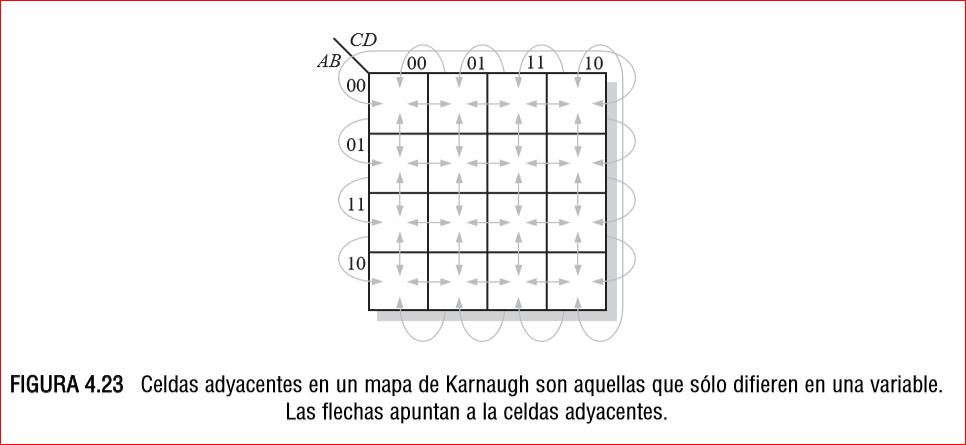 CD
AB
00 01 11 10
00
01
11
10
FIGURA 4.23 Celdas adyacentes en un mapa de Karnaugh son aquellas que sólo difieren en una variable.
Las flechas apuntan a la celdas adyacentes.